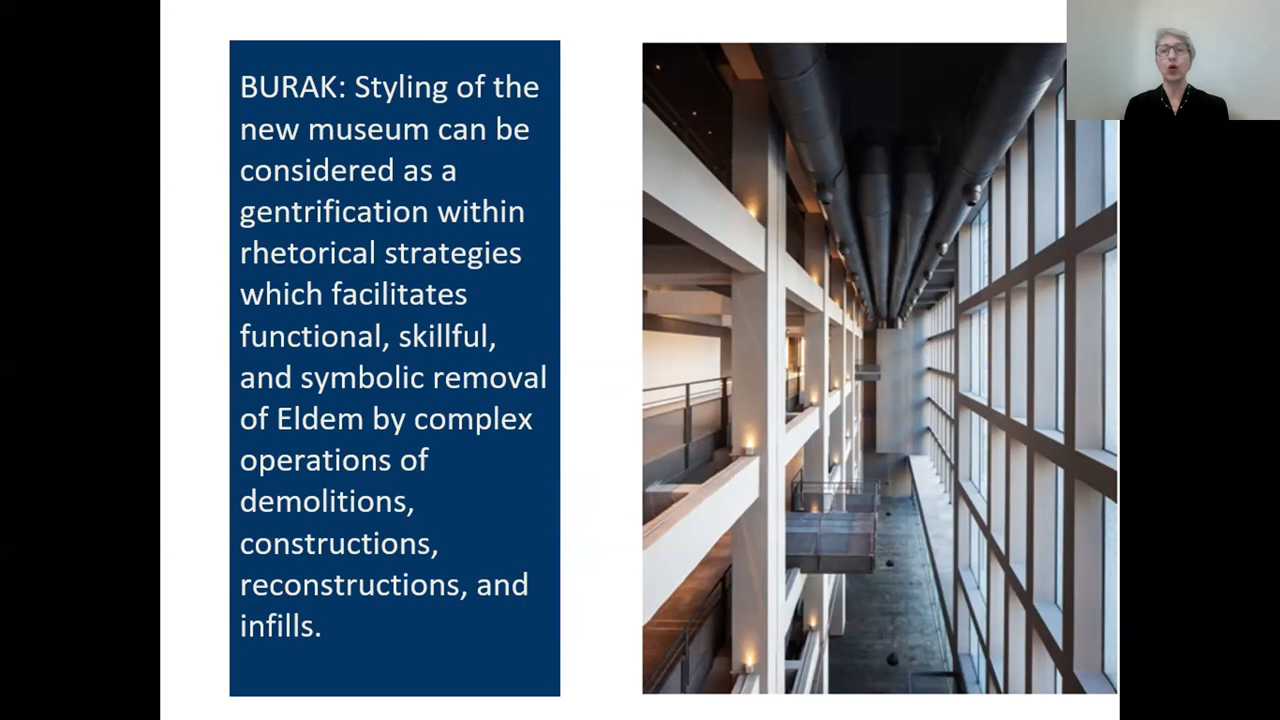 BURAK: Styling of the
new museum can be
considered as a
gentrification within
rhetorical strategies
which facilitates
functional, skillful,
and symbolic removal
of Eldem by complex
operations of
demolitions,
constructions,
reconstructions, and
infills.